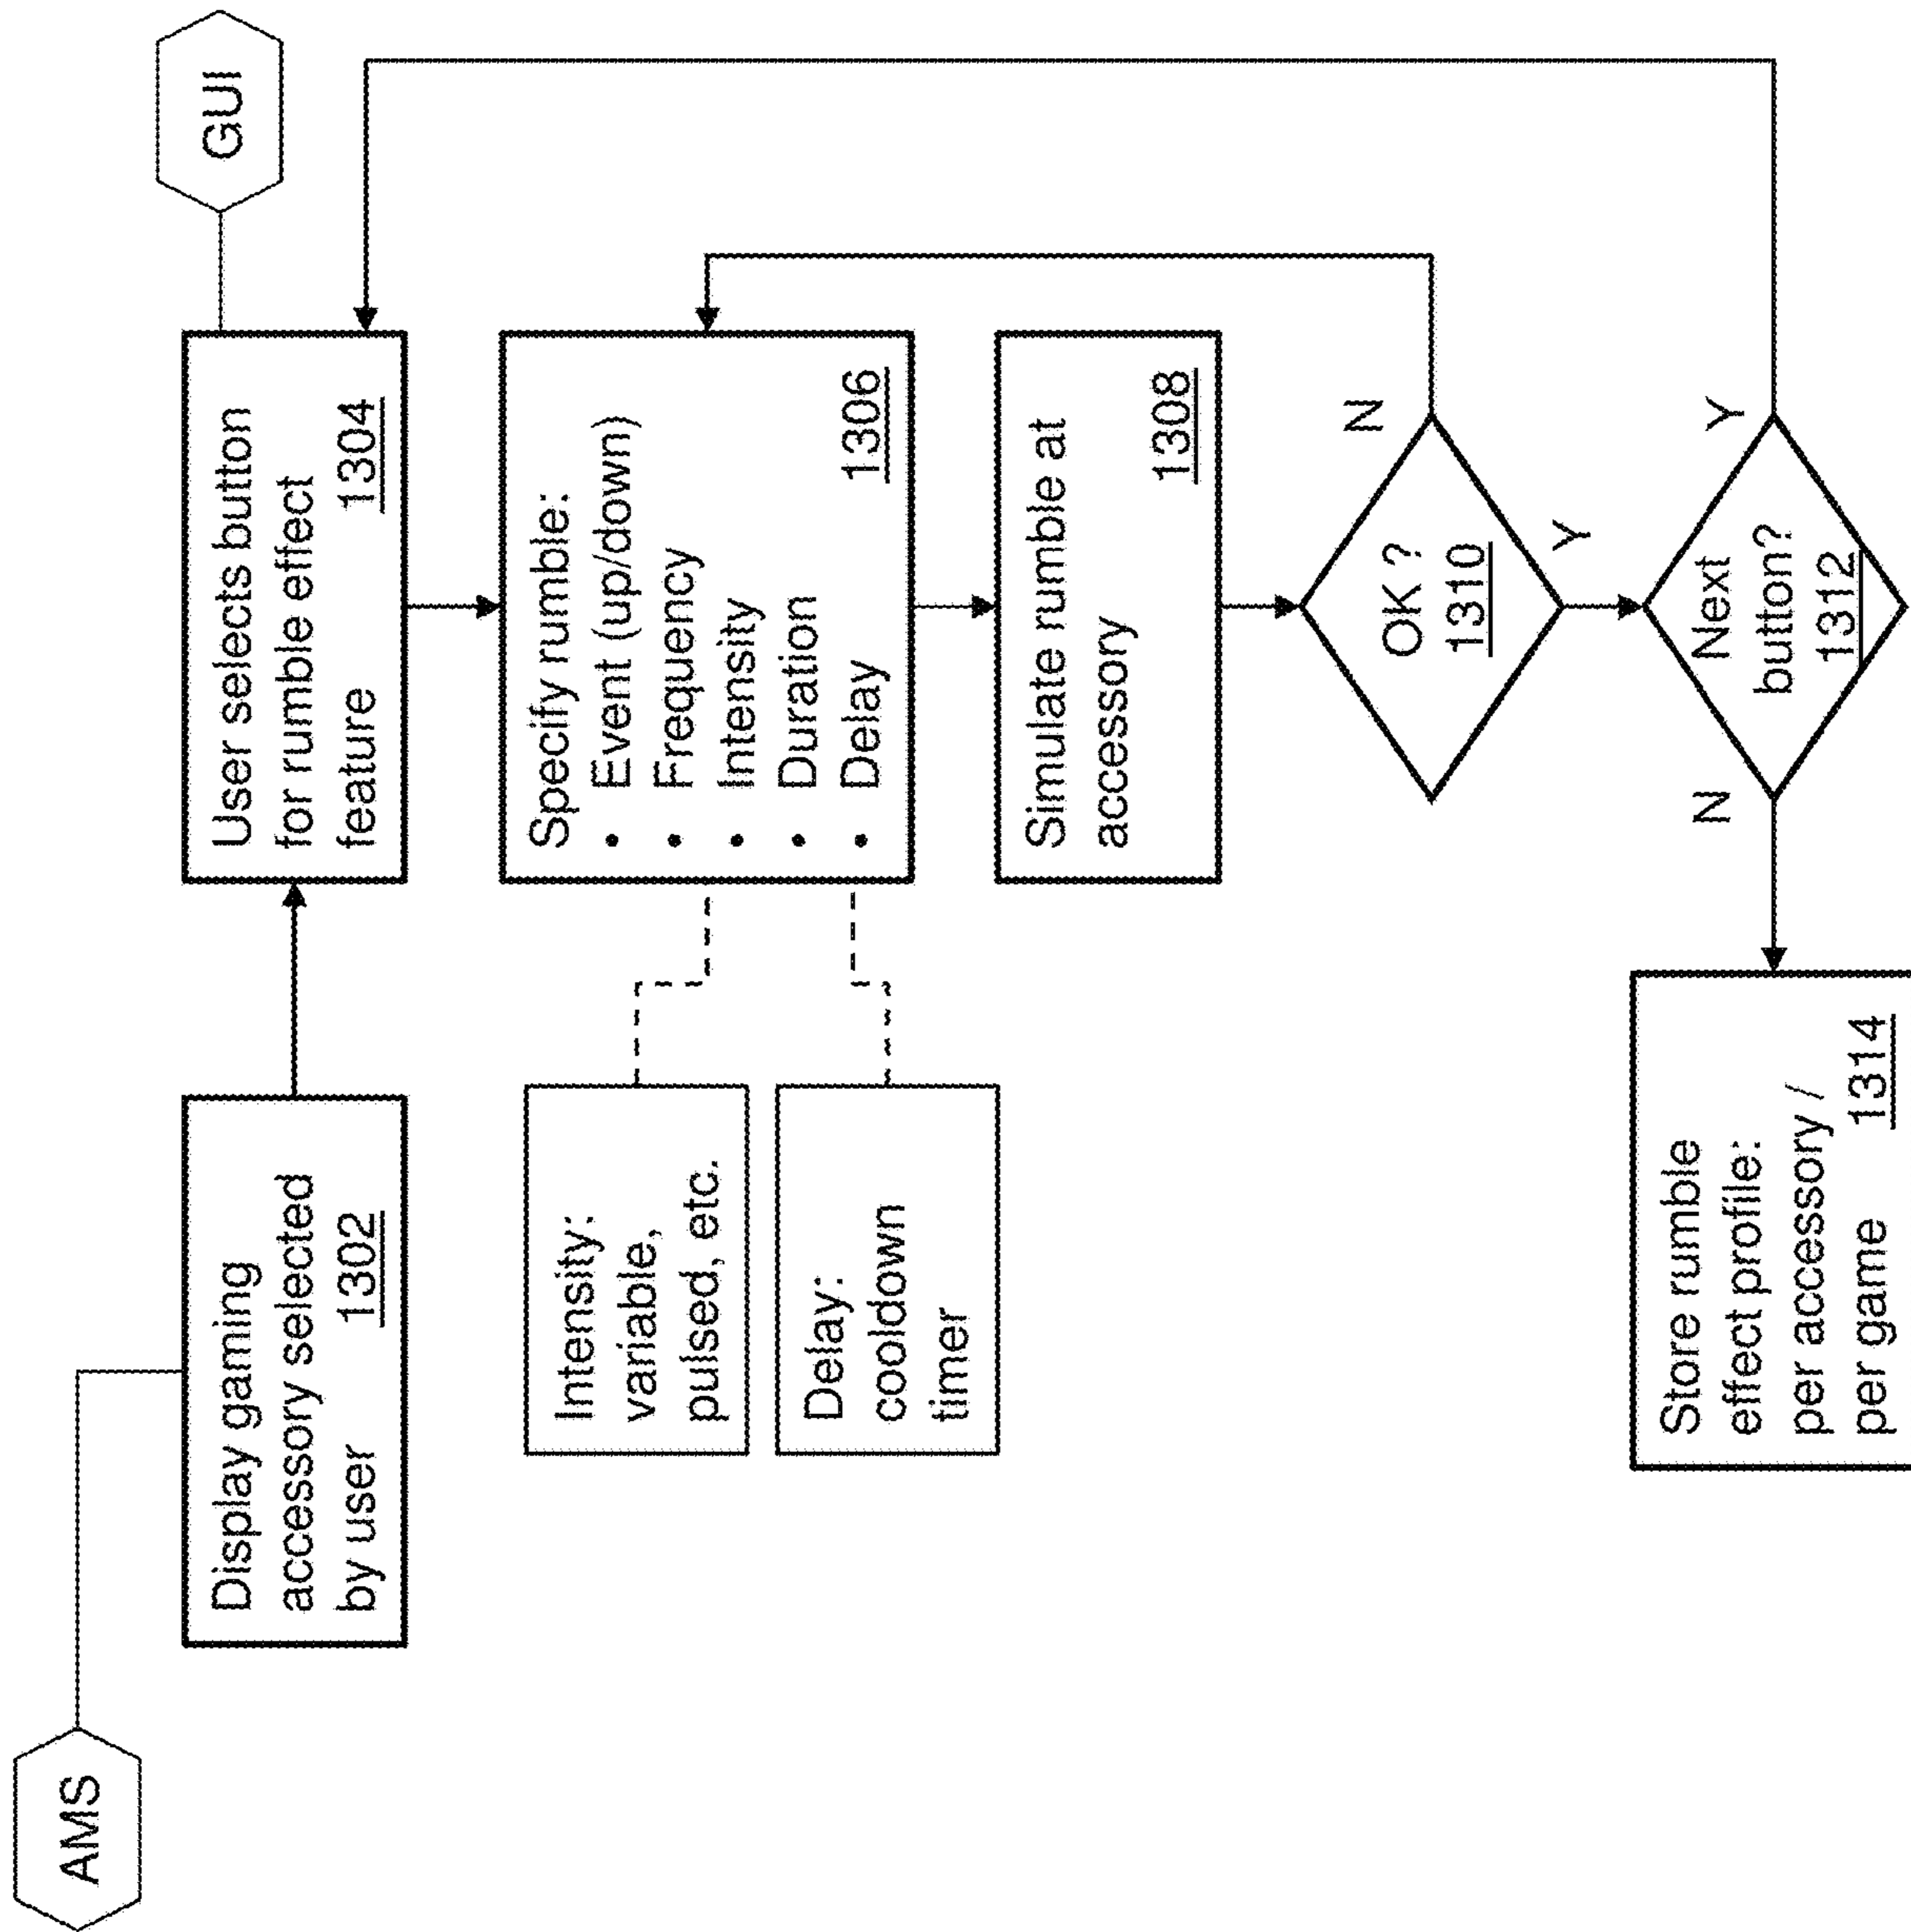 AMS
GUI
Display gaming
accessory selected
by user 1302
User selects button
for rumble effect
feature 1304
Specify rumble:
• Event (up/down)
• Frequency
• Intensity
• Duration
• Delay 1306
Intensity:
variable,
pulsed, etc.
Delay:
cooldown
timer
Simulate rumble at
accessory
1308
OK ?
1310
N
Y
Next
button?
1312
Y
N
Store rumble
effect profile:
per accessory /
per game 1314